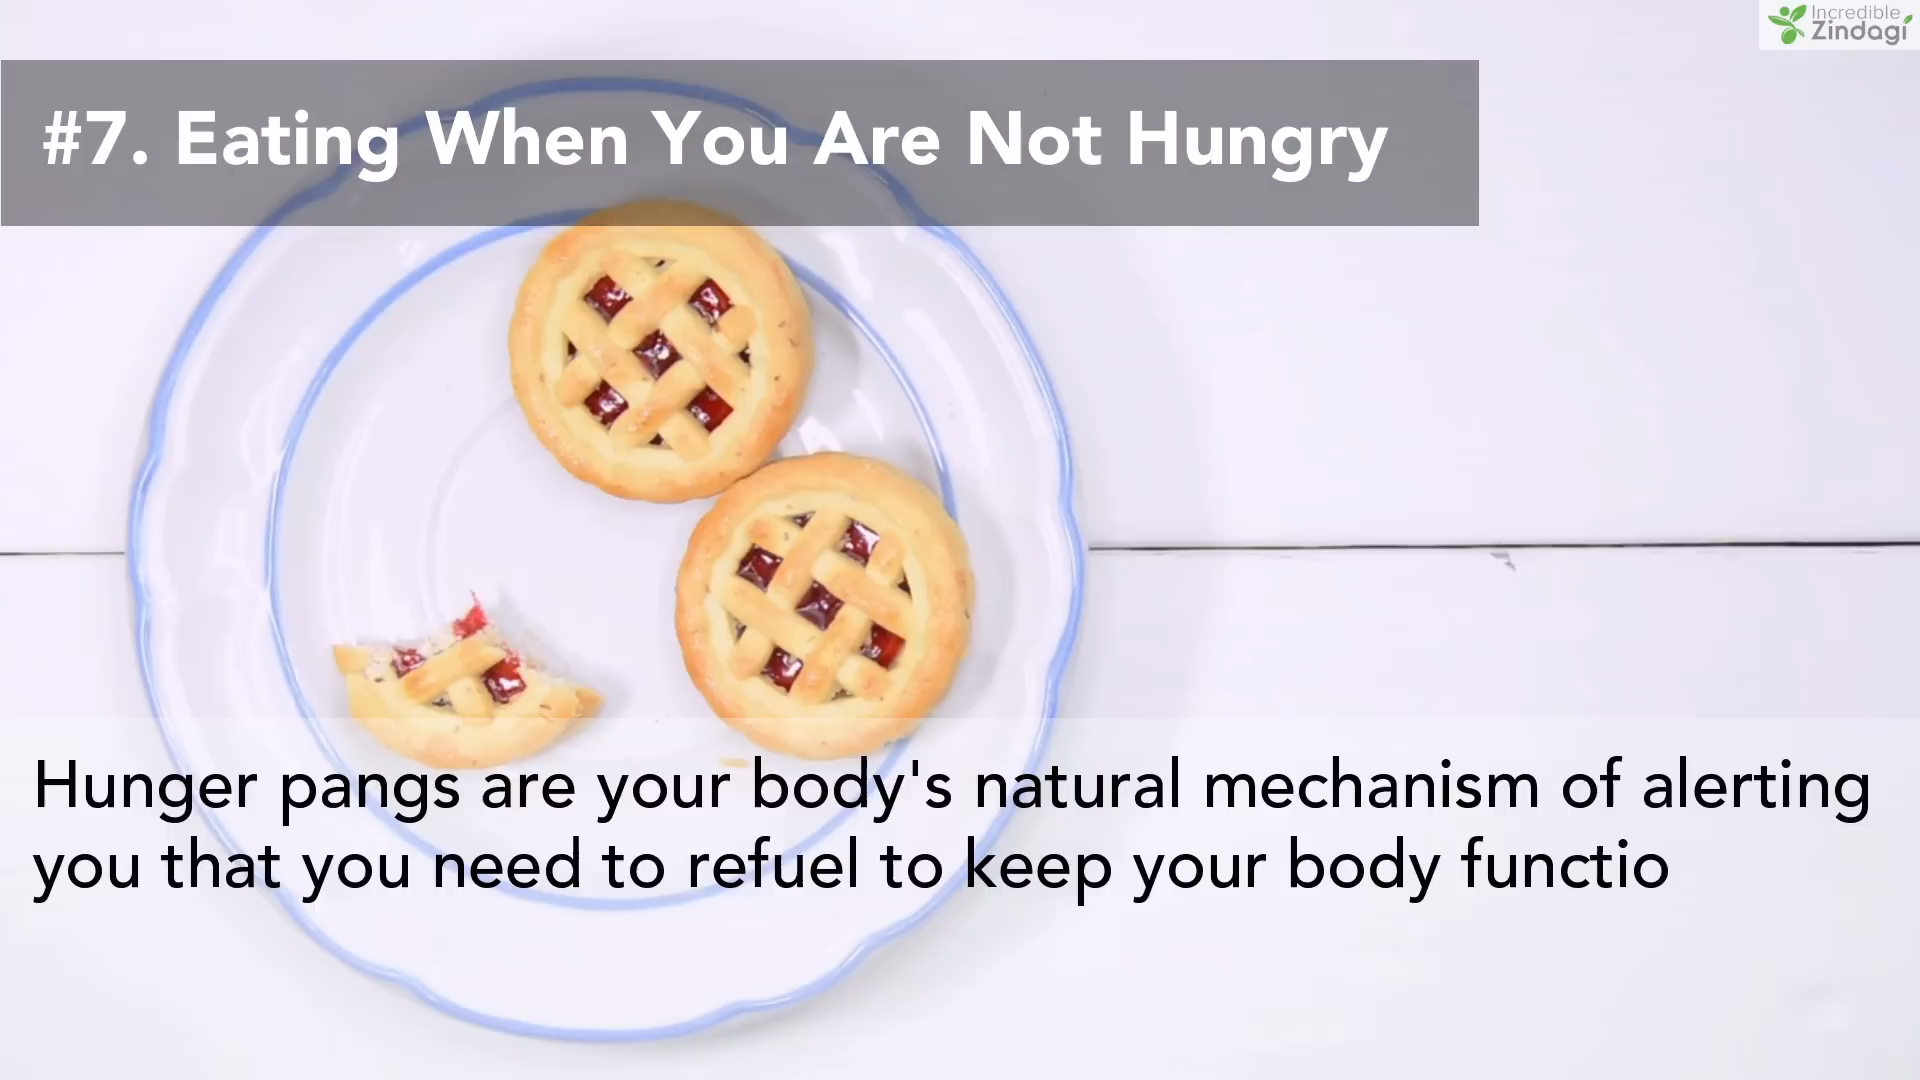 Incredible
Zindagi
#7. Eating When You Are Not Hungry
Hunger pangs are your body's natural mechanism of alerting
you that you need to refuel to keep your body functio